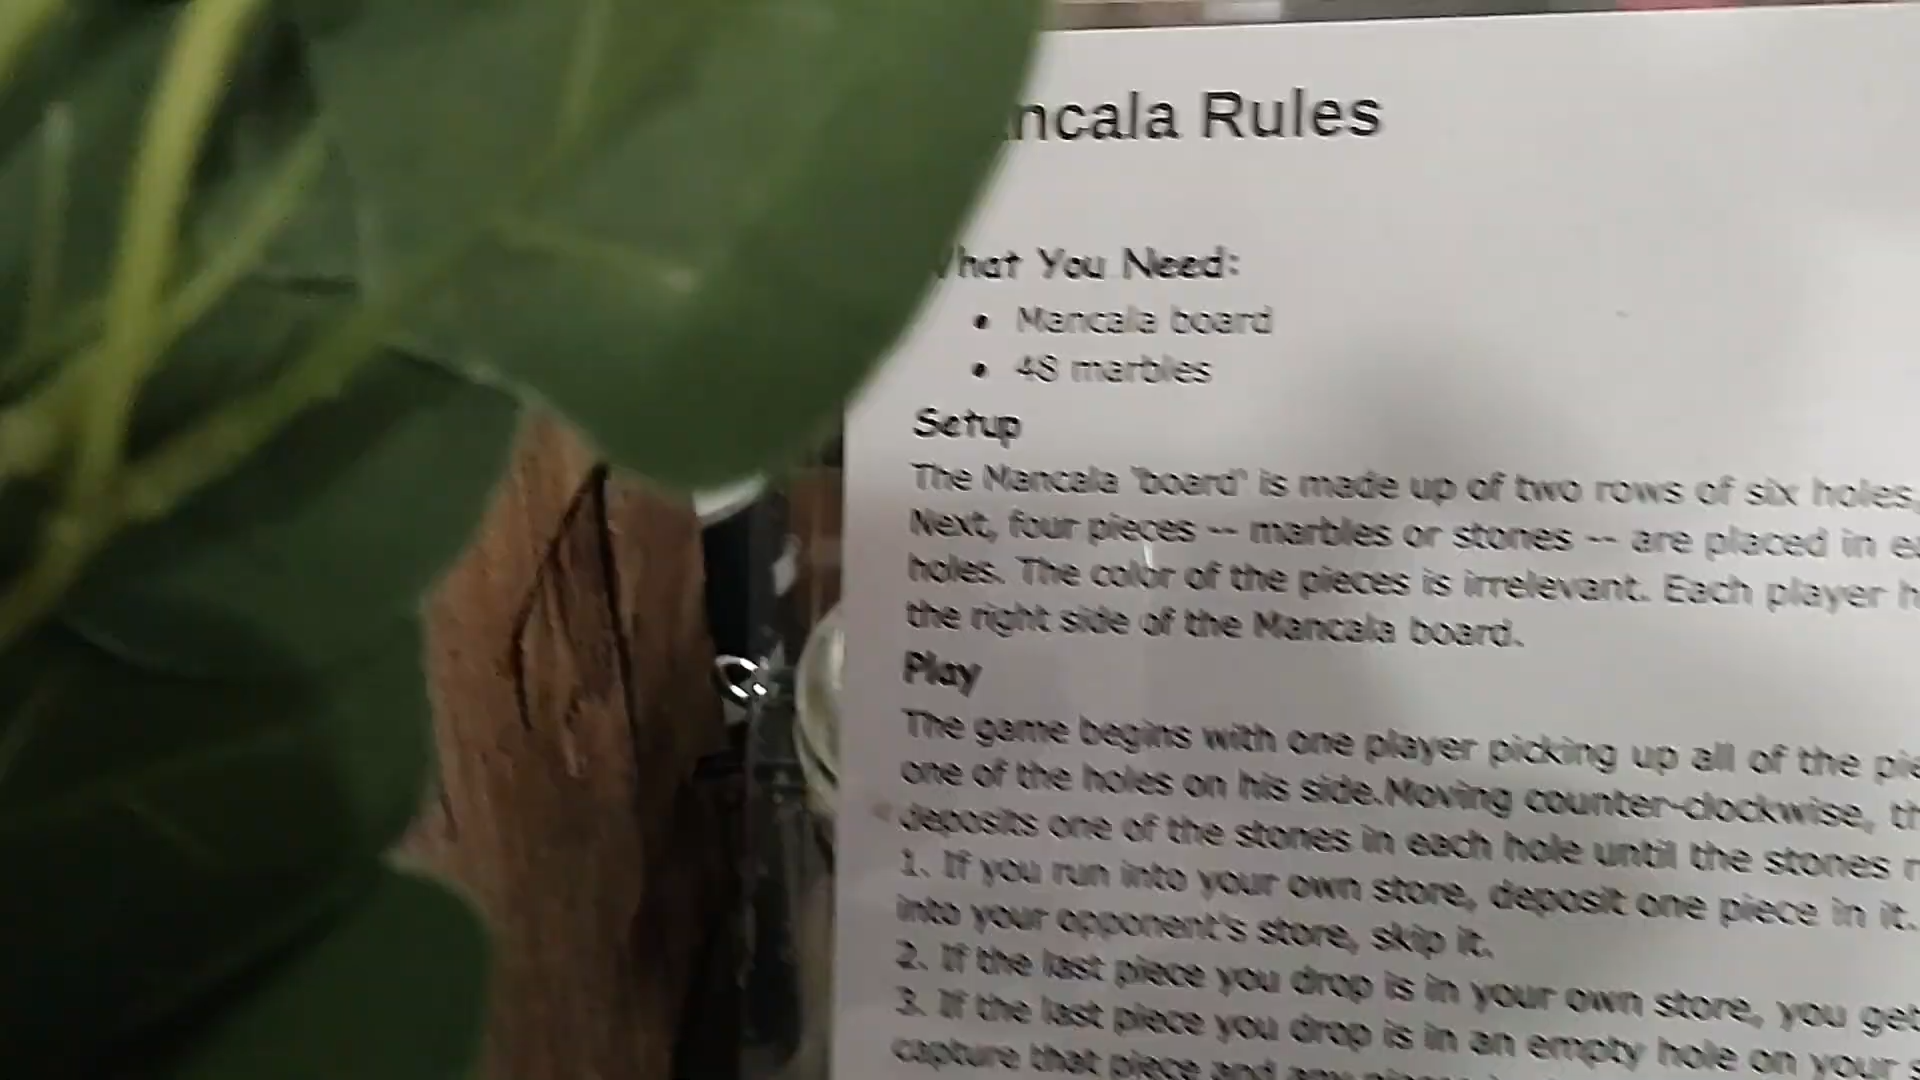 ncala Rules
What You Need:
• Mancala board
• 48 marbles
Setup
The Mancala 'board' is made up of two rows of six holes,
Next, four pieces -- marbles or stones -- are placed in
holes. The color of the pieces is irrelevant. Each player
the right side of the Mancala board.
Play
The game begins with one player picking up all of the
one of the holes on his side.Moving counter-clockwise,
deposits one of the stones in each hole until the stones
1. If you run into your own store, deposit one piece in it.
into your opponent's store, skip it.
2. If the last piece you drop is in your own store, you get
3. If the last piece you drop is in an empty hole on your
capture that piece and any